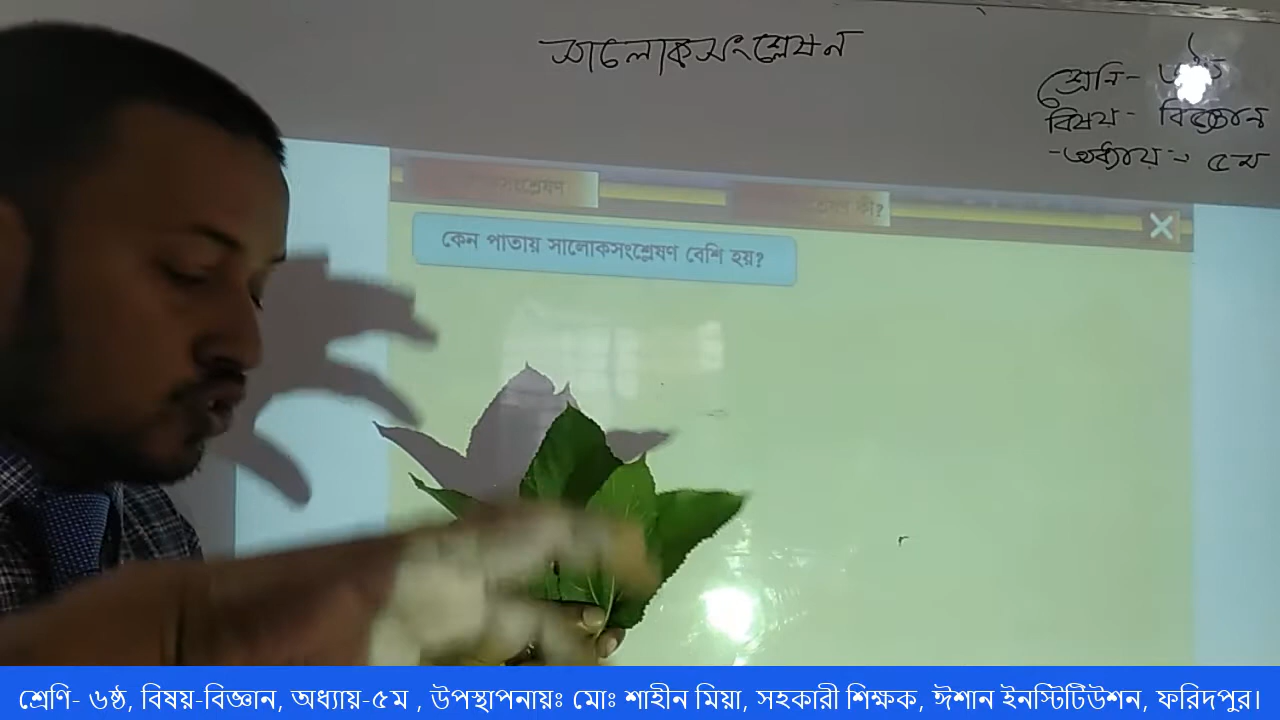 সালোকসংশ্লেষন
শ্রেনি- ৬ষ্ঠ
বিষয়- বিজ্ঞান
অধ্যায়- ৫ম
সংশ্লেষণ
কী?
কেন পাতায় সালোকসংশ্লেষণ বেশি হয়?
শ্রেণি- ৬ষ্ঠ, বিষয়-বিজ্ঞান, অধ্যায়-৫ম , উপস্থাপনায়ঃ মোঃ শাহীন মিয়া, সহকারী শিক্ষক, ঈশান ইনস্টিটিউশন, ফরিদপুর।